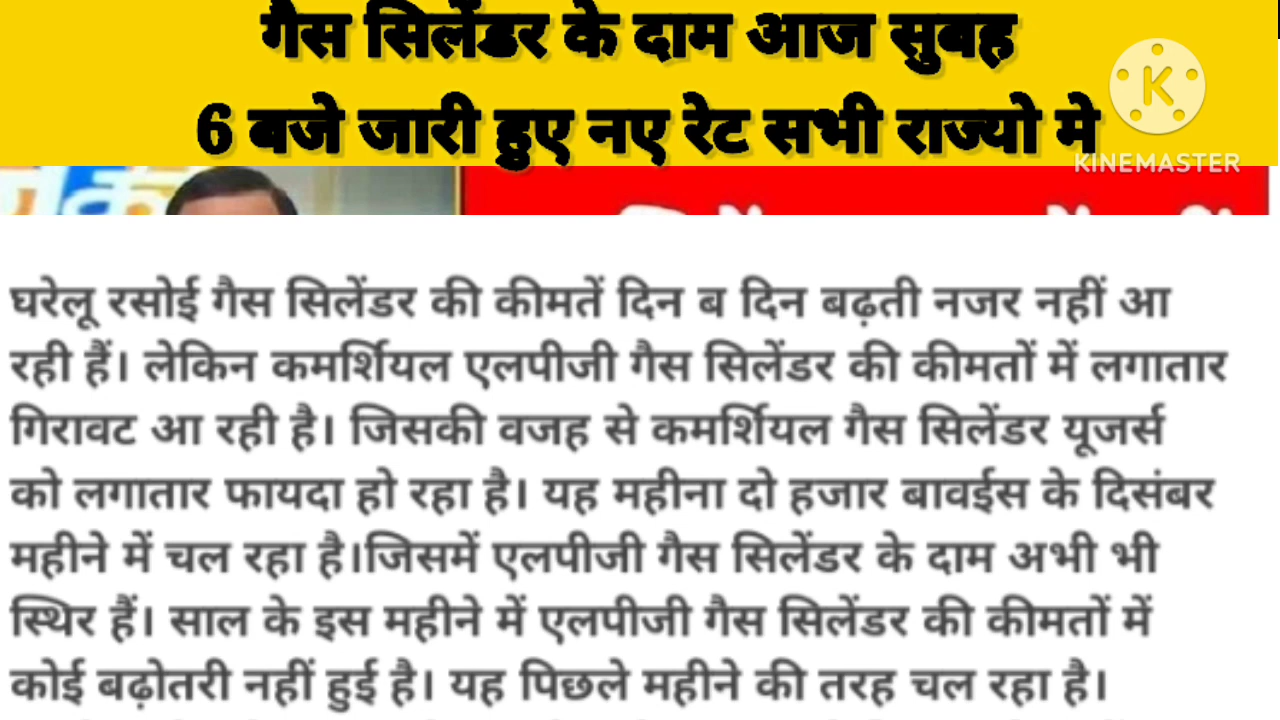 गैस सिलेंडर के दाम आज सुबह
6 बजे जारी हुए नए रेट सभी राज्यो मे
K
KINEMASTER
घरेलू रसोई गैस सिलेंडर की कीमतें दिन ब दिन बढ़ती नजर नहीं आ
रही हैं। लेकिन कमर्शियल एलपीजी गैस सिलेंडर की कीमतों में लगातार
गिरावट आ रही है। जिसकी वजह से कमर्शियल गैस सिलेंडर यूजर्स
को लगातार फायदा हो रहा है। यह महीना दो हजार बावईस के दिसंबर
महीने में चल रहा है।जिसमें एलपीजी गैस सिलेंडर के दाम अभी भी
स्थिर हैं। साल के इस महीने में एलपीजी गैस सिलेंडर की कीमतों में
कोई बढ़ोतरी नहीं हुई है। यह पिछले महीने की तरह चल रहा है।